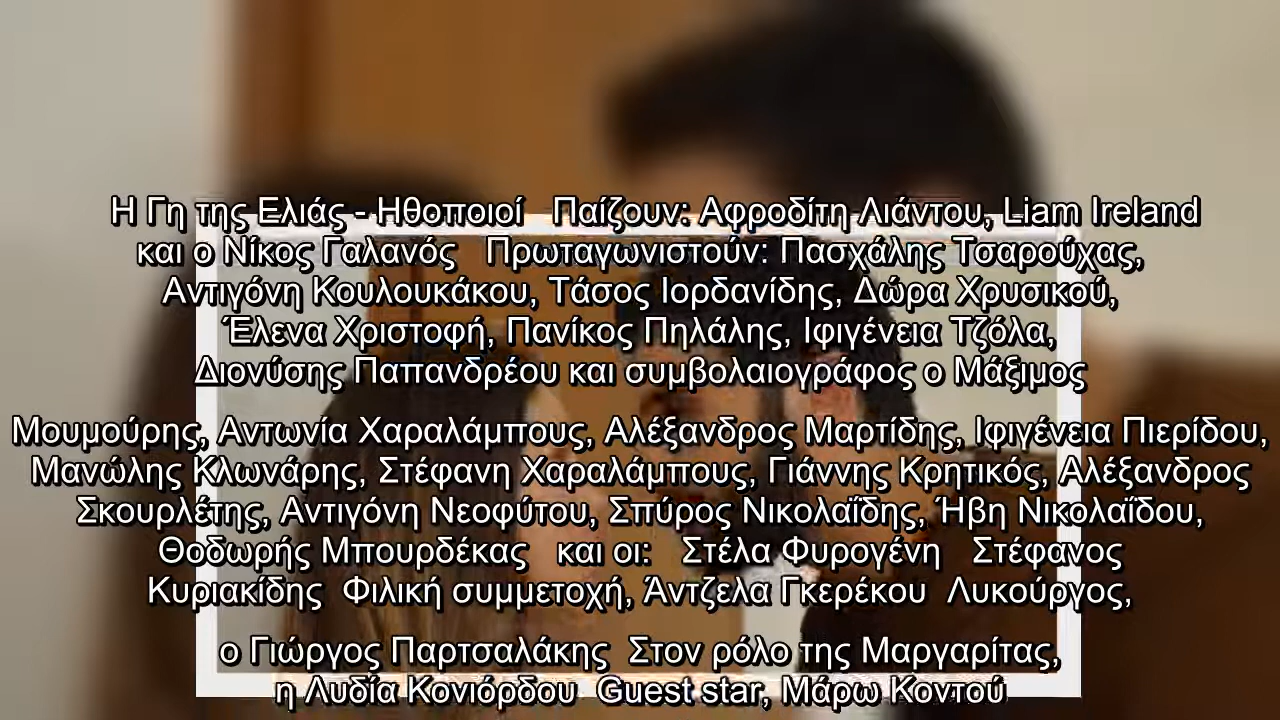 Η Γη της Ελιάς - Ηθοποιοί   Παίζουν: Αφροδίτη Λιάντου, Liam Ireland
και ο Νίκος Γαλανός   Πρωταγωνιστούν: Πασχάλης Τσαρούχας,
Αντιγόνη Κουλουκάκου, Τάσος Ιορδανίδης, Δώρα Χρυσικού,
Έλενα Χριστοφή, Πανίκος Πηλάλης, Ιφιγένεια Τζόλα,
Διονύσης Παπανδρέου και συμβολαιογράφος ο Μάξιμος
Μουμούρης, Αντωνία Χαραλάμπους, Αλέξανδρος Μαρτίδης, Ιφιγένεια Πιερίδου,
Μανώλης Κλωνάρης, Στέφανη Χαραλάμπους, Γιάννης Κρητικός, Αλέξανδρος
Σκουρλέτης, Αντιγόνη Νεοφύτου, Σπύρος Νικολαΐδης, Ήβη Νικολαΐδου,
Θοδωρής Μπουρδέκας   και οι:   Στέλα Φυρογένη   Στέφανος
Κυριακίδης  Φιλική συμμετοχή, Άντζελα Γκερέκου  Λυκούργος,
ο Γιώργος Παρτσαλάκης  Στον ρόλο της Μαργαρίτας,
η Λυδία Κονιόρδου  Guest star, Μάρω Κοντού